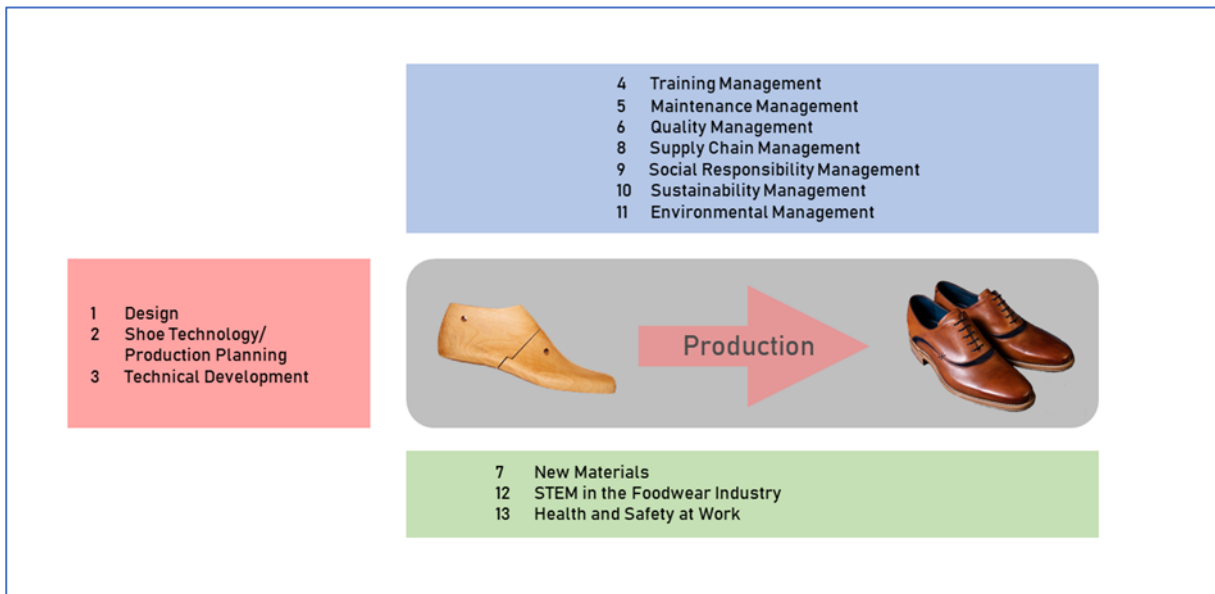 4 Training Management
5 Maintenance Management
6 Quality Management
8 Supply Chain Management
9 Social Responsibility Management
10 Sustainability Management
11 Environmental Management
1 Design
2 Shoe Technology/
Production Planning
3 Technical Development
Production
7 New Materials
12 STEM in the Foodwear Industry
13 Health and Safety at Work